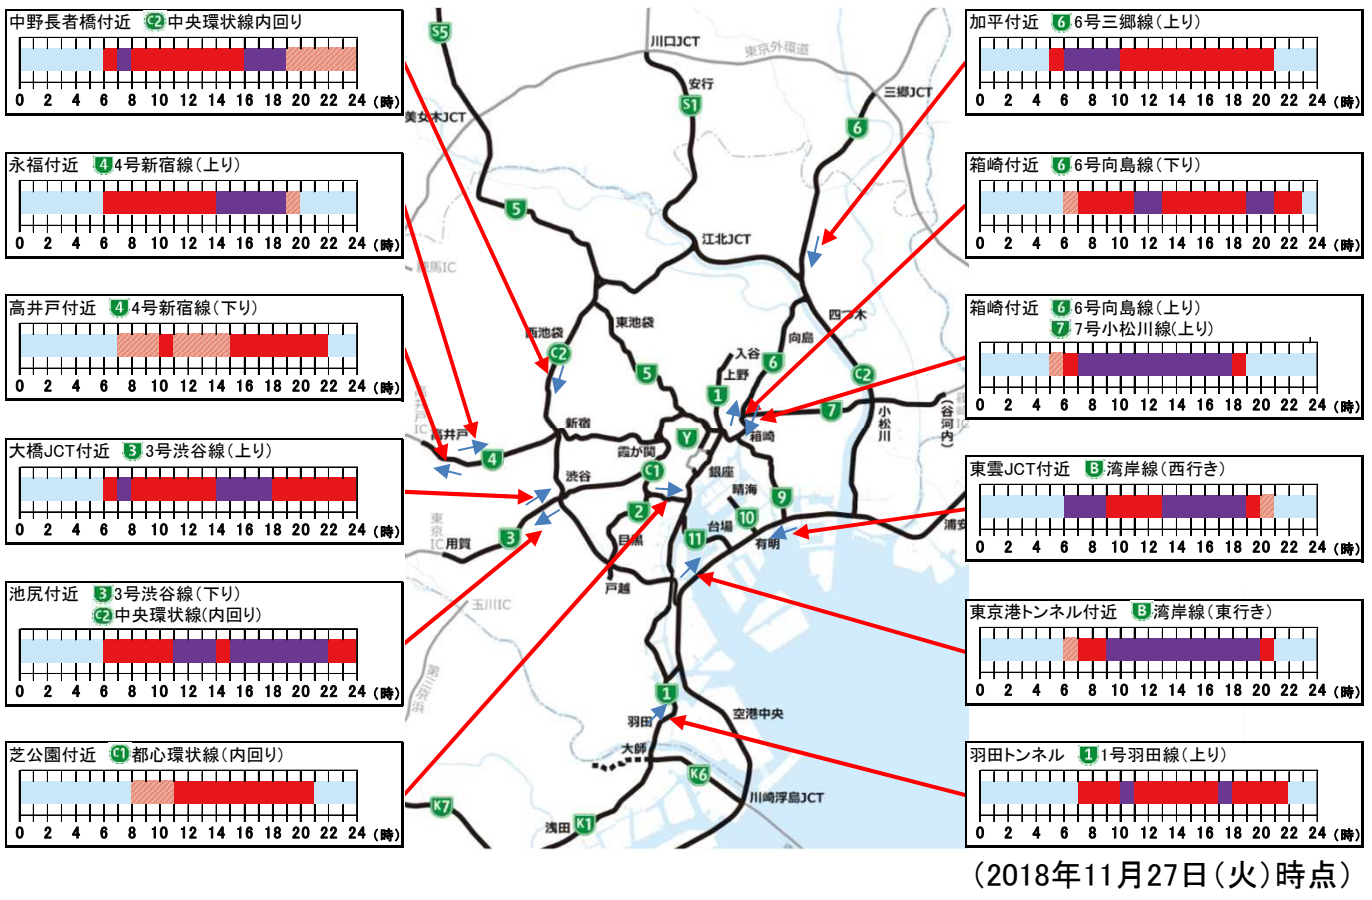 中野長者橋付近 C2 中央環状線内回り
0 2 4 6 8 10 12 14 16 18 20 22 24 (時)
永福付近 4 4号新宿線(上り)
0 2 4 6 8 10 12 14 16 18 20 22 24 (時)
高井戸付近 4 4号新宿線(下り)
0 2 4 6 8 10 12 14 16 18 20 22 24 (時)
大橋JCT付近 3 3号渋谷線(上り)
0 2 4 6 8 10 12 14 16 18 20 22 24 (時)
池尻付近 3 3号渋谷線(下り)
C2 中央環状線(内回り)
0 2 4 6 8 10 12 14 16 18 20 22 24 (時)
芝公園付近 C1 都心環状線(内回り)
0 2 4 6 8 10 12 14 16 18 20 22 24 (時)
S5
川口JCT
東京外環道
安行
S1
三郷JCT
美女木JCT
6
5
江北JCT
練馬IC
四つ木
東池袋
西池袋
向島
入谷
上野
C2
6
5
1
C2
7
新宿
Y
箱崎
小松川
(谷河内)
高井戸IC
高井戸
4
霞が関
C1
銀座
渋谷
晴海
9
2
10
台場
11
有明
浦安
東京IC
用賀
3
目黒
戸越
玉川IC
第三京浜
1
羽田
空港中央
大師
K6
川崎浮島JCT
K7
浅田
K1
加平付近 6 6号三郷線(上り)
0 2 4 6 8 10 12 14 16 18 20 22 24 (時)
箱崎付近 6 6号向島線(下り)
0 2 4 6 8 10 12 14 16 18 20 22 24 (時)
箱崎付近 6 6号向島線(上り)
7 7号小松川線(上り)
0 2 4 6 8 10 12 14 16 18 20 22 24 (時)
東雲JCT付近 B 湾岸線(西行き)
0 2 4 6 8 10 12 14 16 18 20 22 24 (時)
東京港トンネル付近 B 湾岸線(東行き)
0 2 4 6 8 10 12 14 16 18 20 22 24 (時)
羽田トンネル 1 1号羽田線(上り)
0 2 4 6 8 10 12 14 16 18 20 22 24 (時)
(2018年11月27日(火)時点)